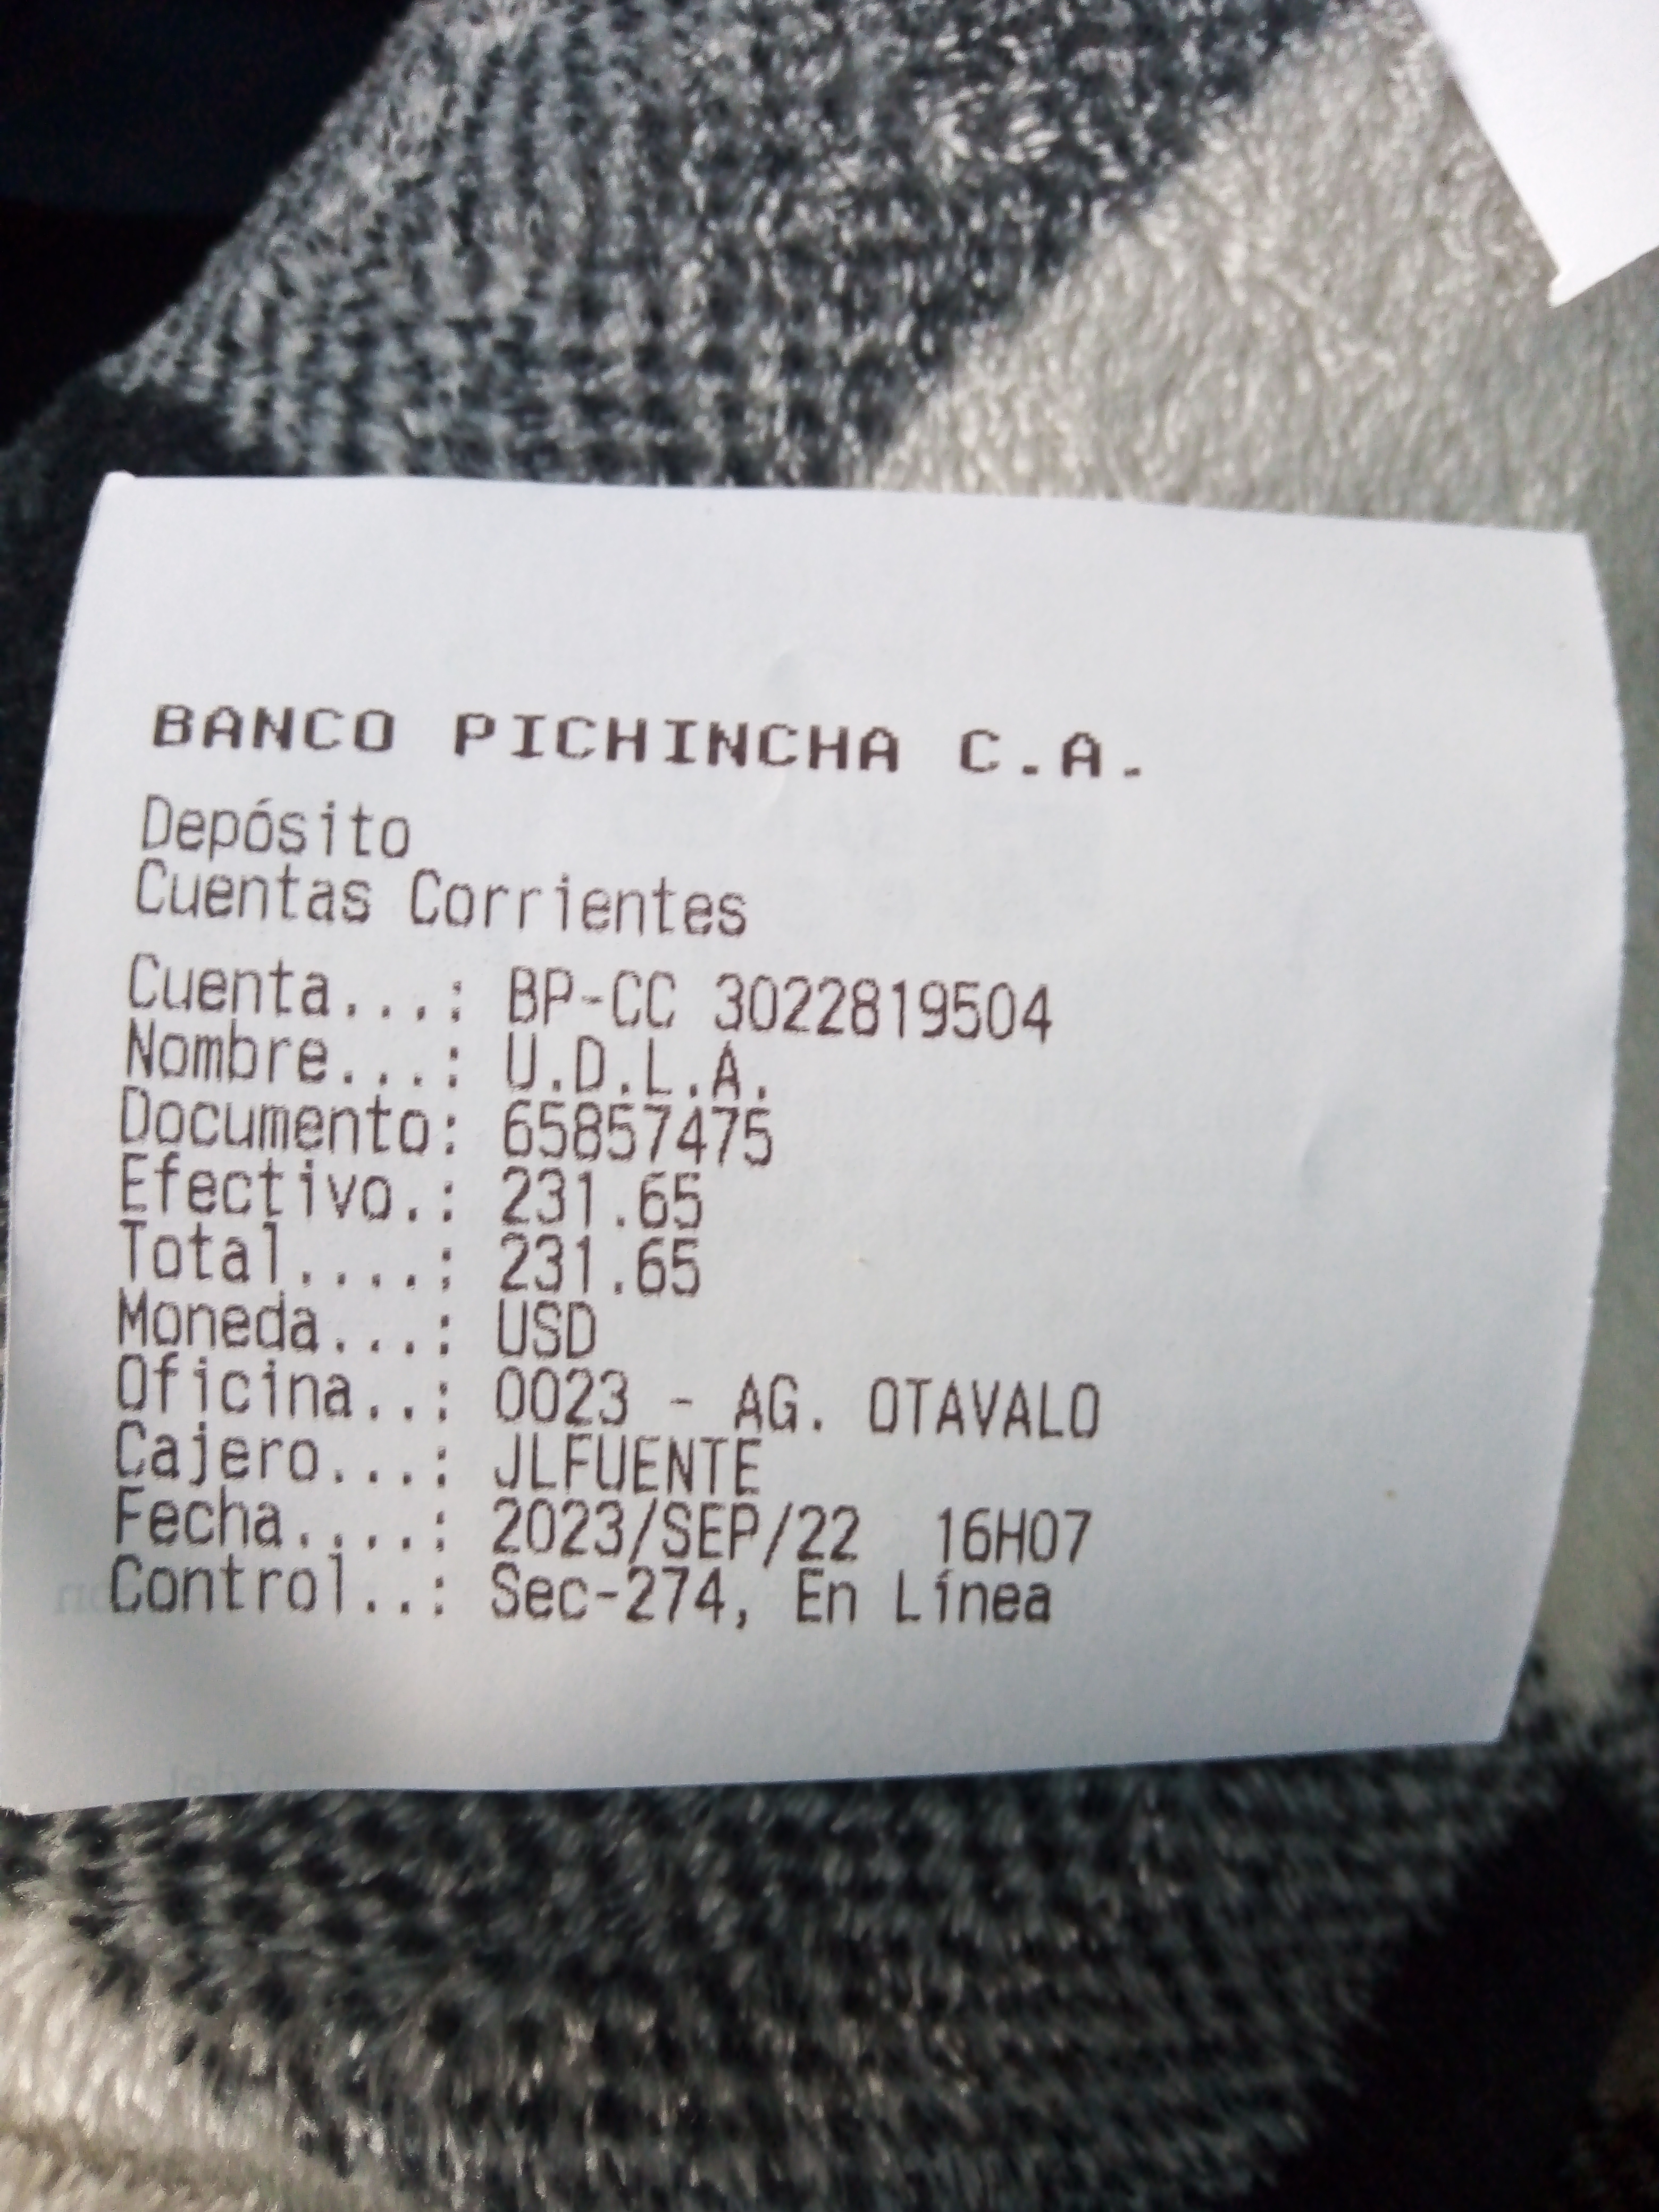 BANCO PICHINCHA C.A.
Depósito
Cuentas Corrientes
Cuenta...: BP-CC 3022819504
Nombre...: U.D.L.A.
Documento: 65857475
Efectivo.: 231.65
Total....: 231.65
Moneda...: USD
Oficina..: 0023 - AG. OTAVALO
Cajero...: JLFUENTE
Fecha....: 2023/SEP/22  16H07
Control..: Sec-274, En Línea